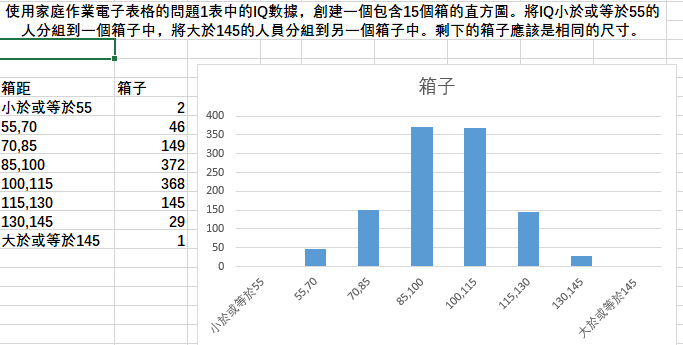 使用家庭作業電子表格的問題1表中的IQ數據，創建一個包含15個箱的直方圖。將IQ小於或等於55的
人分組到一個箱子中，將大於145的人員分組到另一個箱子中。剩下的箱子應該是相同的尺寸。
箱距 箱子
小於或等於55 2
55,70 46
70,85 149
85,100 372
100,115 368
115,130 145
130,145 29
大於或等於145 1
箱子
400
350
300
250
200
150
100
50
0
小於或等於55 55,70 70,85 85,100 100,115 115,130 130,145 大於或等於145